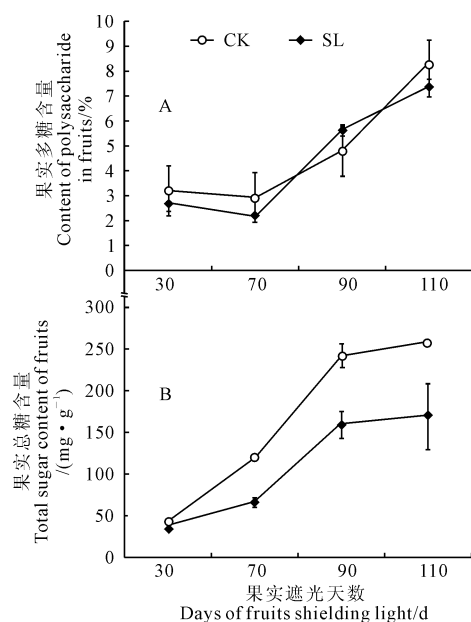 10
9
8
7
6
5
4
3
2
1
0
CK
SL
A
果实多糖含量
Content of polysaccharide
in fruits/%
30
70
90
110
300
250
200
150
100
50
0
B
果实总糖含量
Total sugar content of fruits
/(mg·g⁻¹)
30
70
90
110
果实遮光天数
Days of fruits shielding light/d